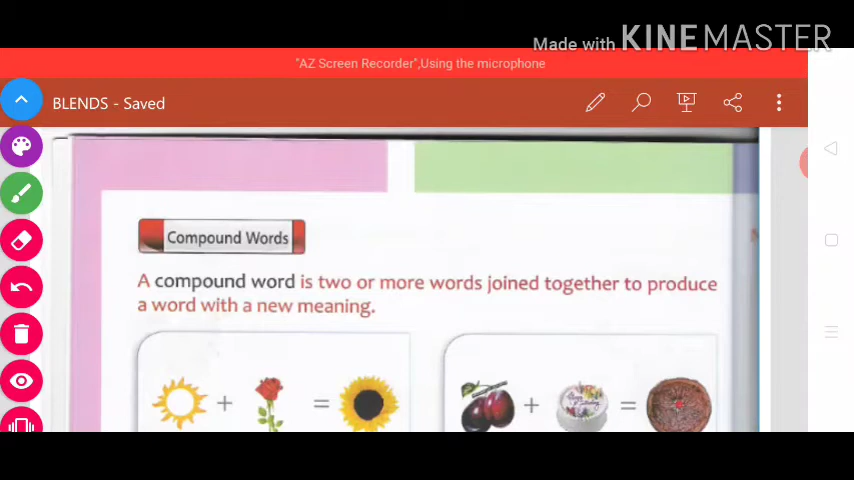 Made with KINEMASTER
"AZ Screen Recorder",Using the microphone
BLENDS - Saved
Compound Words
A compound word is two or more words joined together to produce
a word with a new meaning.
+ =
+ =